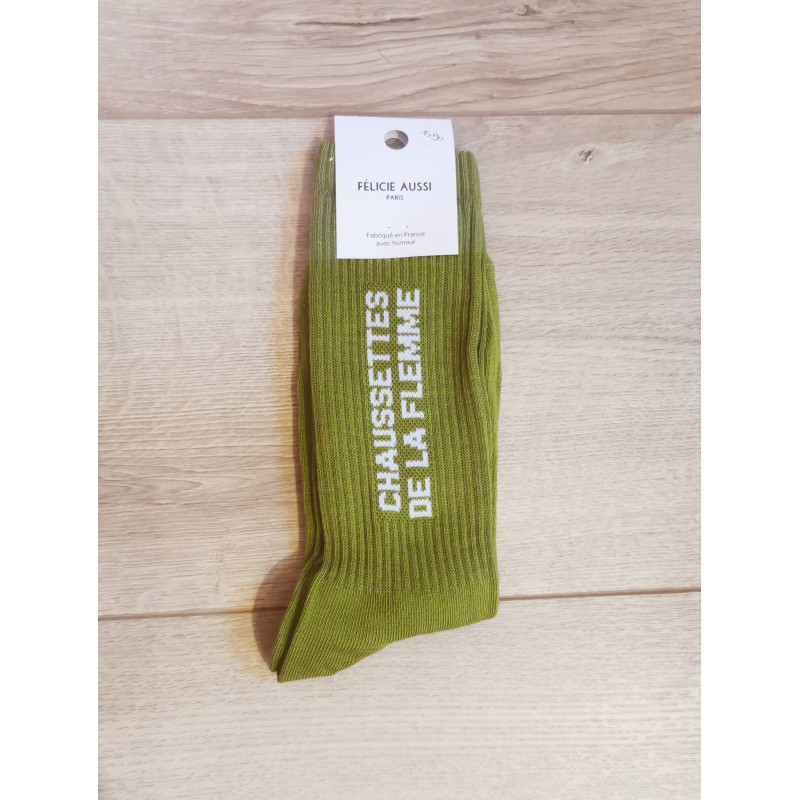 FÉLICIE AUSSI
PARIS
Fabriqué en France
avec humour
CHAUSSETTES
DE LA FLEMME